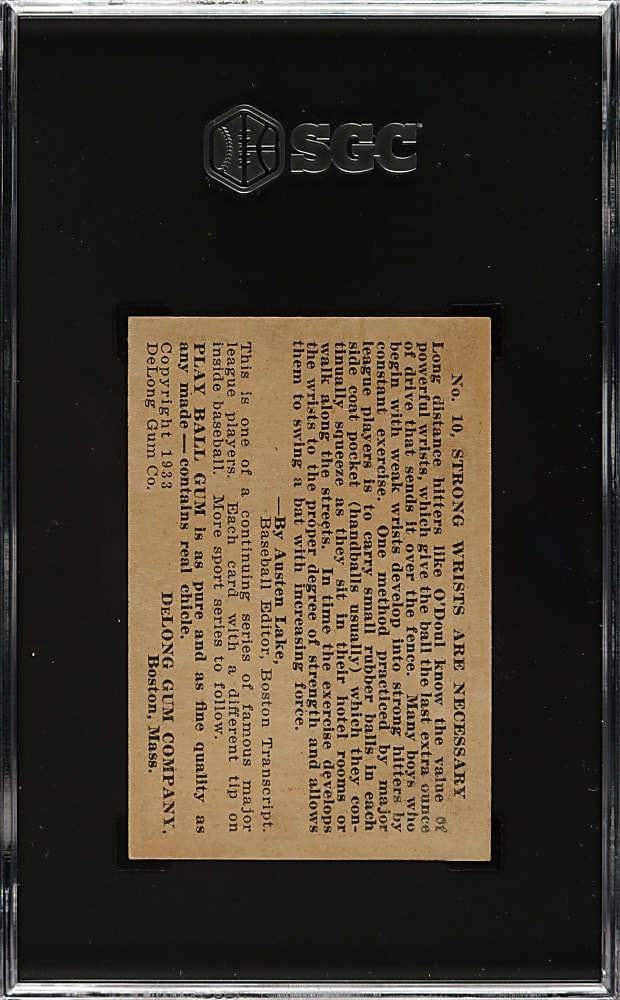 SGC
No. 10, STRONG WRISTS ARE NECESSARY
Long distance hitters like O'Doul know the value of
powerful wrists, which give the ball the last extra ounce
of drive that sends it over the fence. Many boys who
begin with weak wrists develop into strong hitters by
constant exercise. One method practiced by major
league players is to carry small rubber balls in each
side coat pocket (handballs usually) which they con-
tinually squeeze as they sit in their hotel rooms or
walk along the streets. In time the exercise develops
the wrists to the proper degree of strength and allows
them to swing a bat with increasing force.
—By Austen Lake,
Baseball Editor, Boston Transcript.
This is one of a continuing series of famous major
league players. Each card with a different tip on
inside baseball. More sport series to follow.
PLAY BALL GUM is as pure and as fine quality as
any made—contains real chicle.
DeLONG GUM COMPANY,
Copyright 1933
Boston, Mass.
DeLong Gum Co.